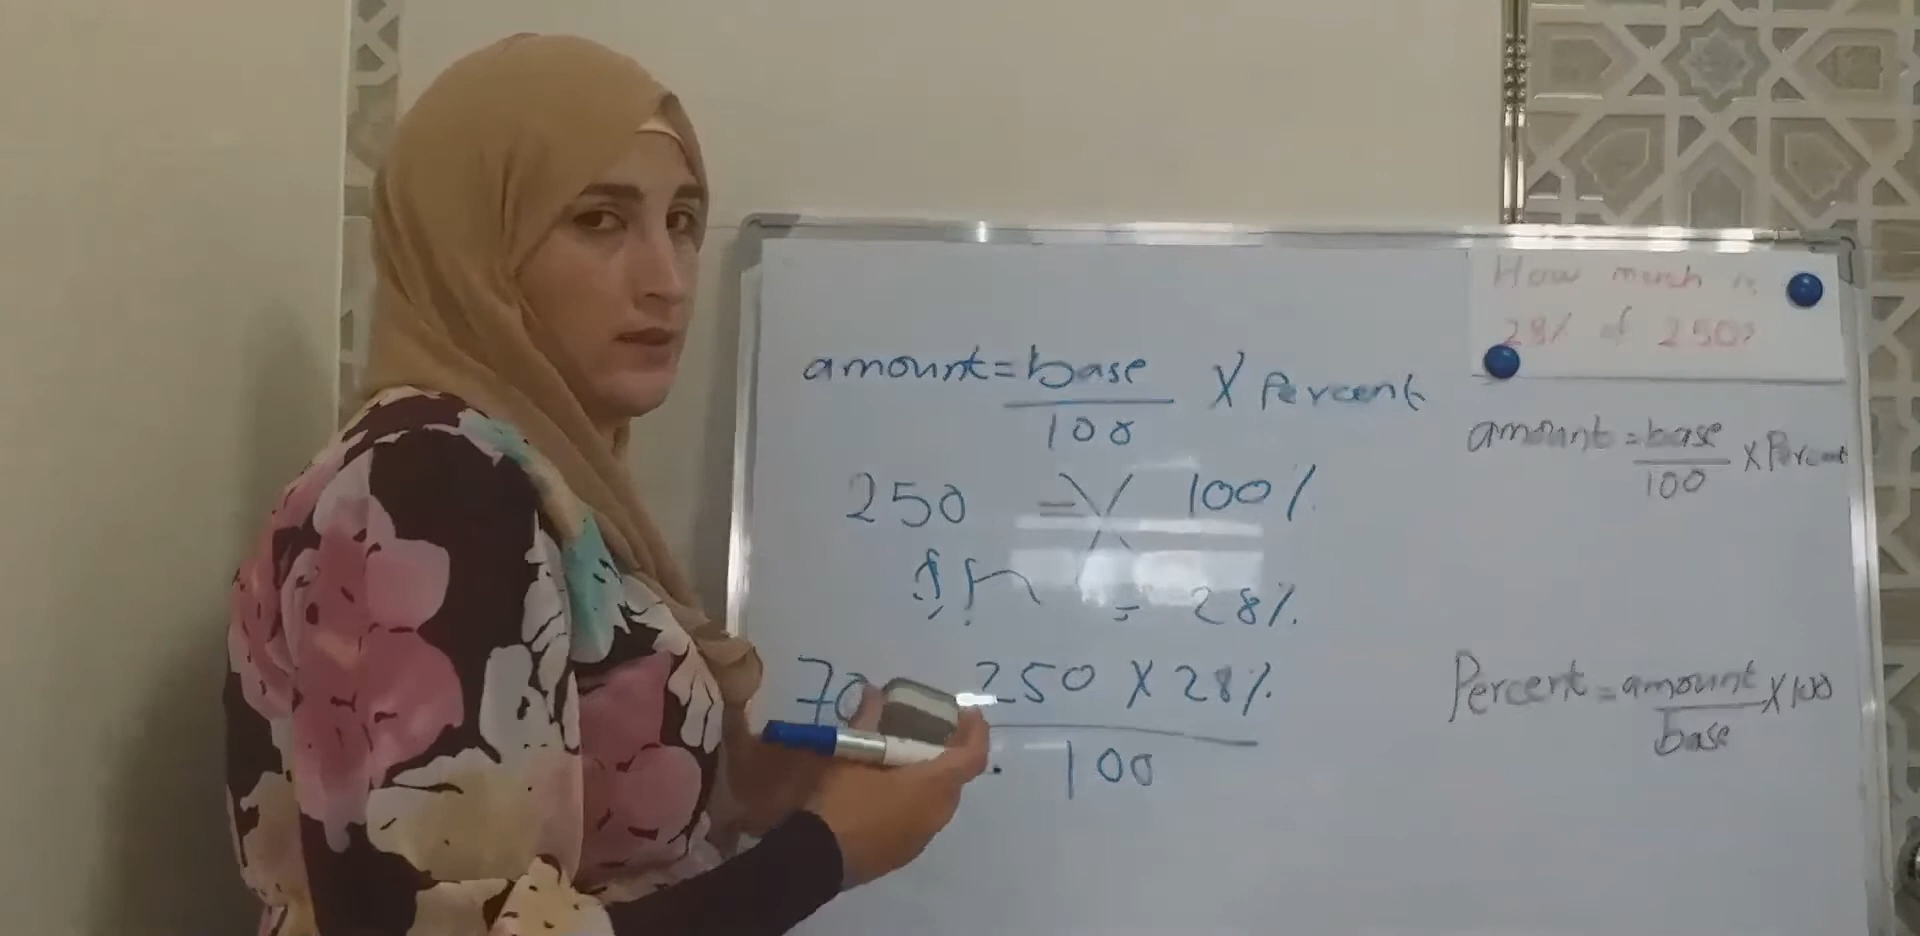 How much is
28% of 250?
amount = base / 100 X Percent
250 = 100%
= 28%
70 250 X 28%
100
amount = base / 100 X Percent
Percent = amount / base X 100